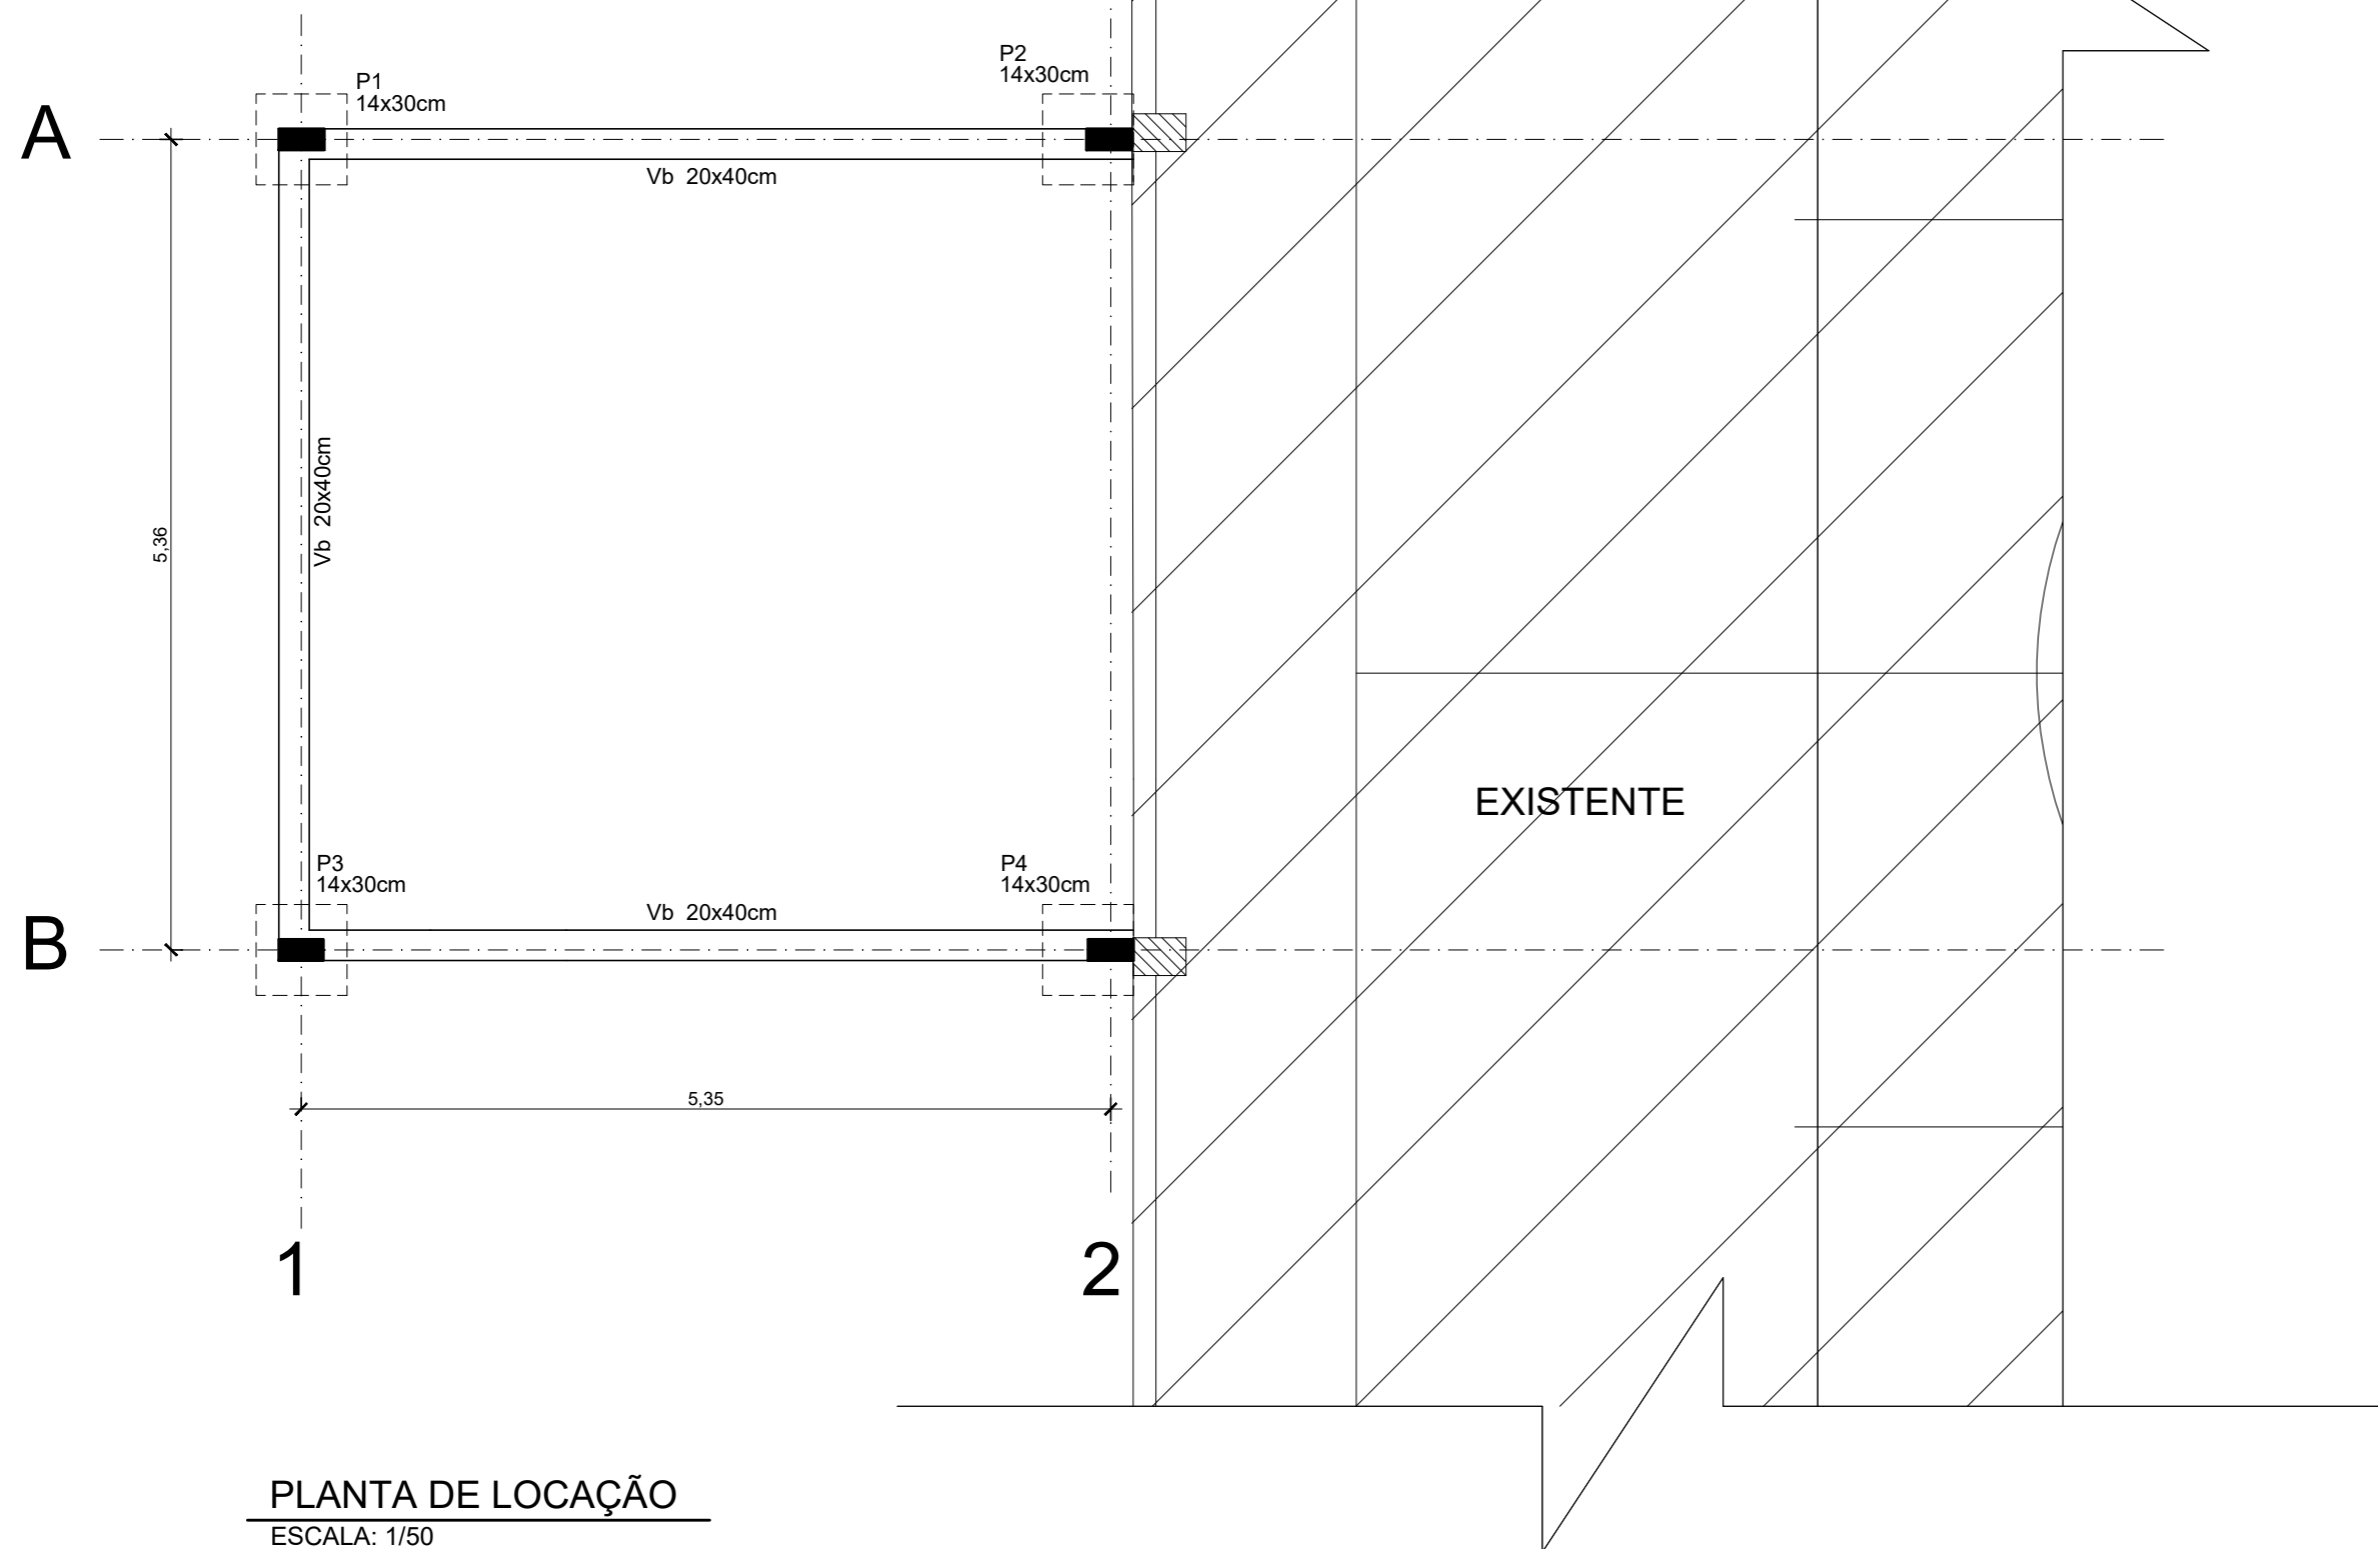 P1
14x30cm
P2
14x30cm
A
Vb 20x40cm
Vb 20x40cm
5,36
EXISTENTE
P3
14x30cm
P4
14x30cm
Vb 20x40cm
B
5,35
1
2
PLANTA DE LOCAÇÃO
ESCALA: 1/50